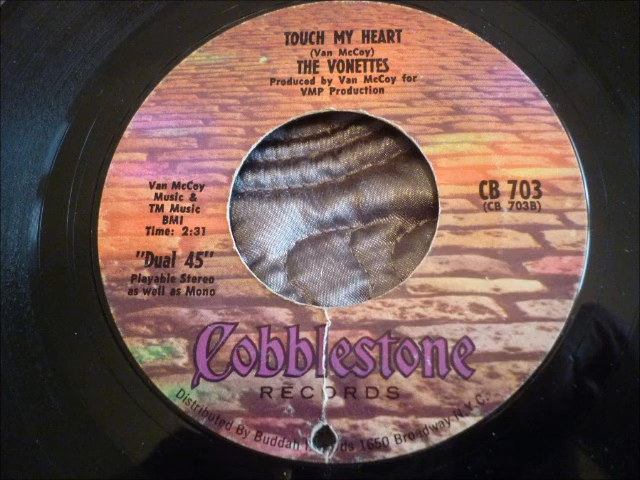 TOUCH MY HEART
(Van McCoy)
THE VONETTES
Produced by Van McCoy for
VMP Production
Van McCoy
Music &
TM Music
BMI
Time: 2:31
"Dual 45"
Playable Stereo
as well as Mono
CB 703
(CB 703B)
Cobblestone
RECORDS
Distributed By Buddah ds 1650 Broadway N.Y.C.